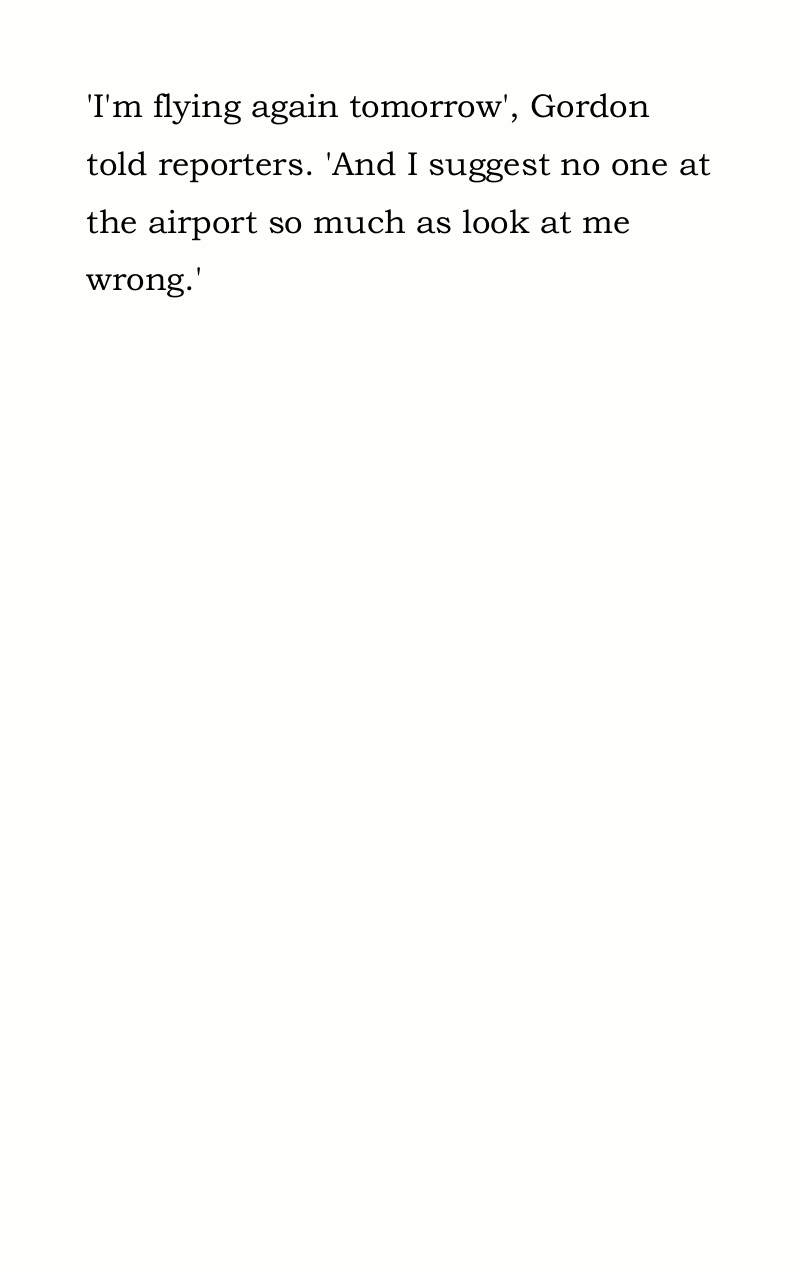 'I'm flying again tomorrow', Gordon
told reporters. 'And I suggest no one at
the airport so much as look at me
wrong.'